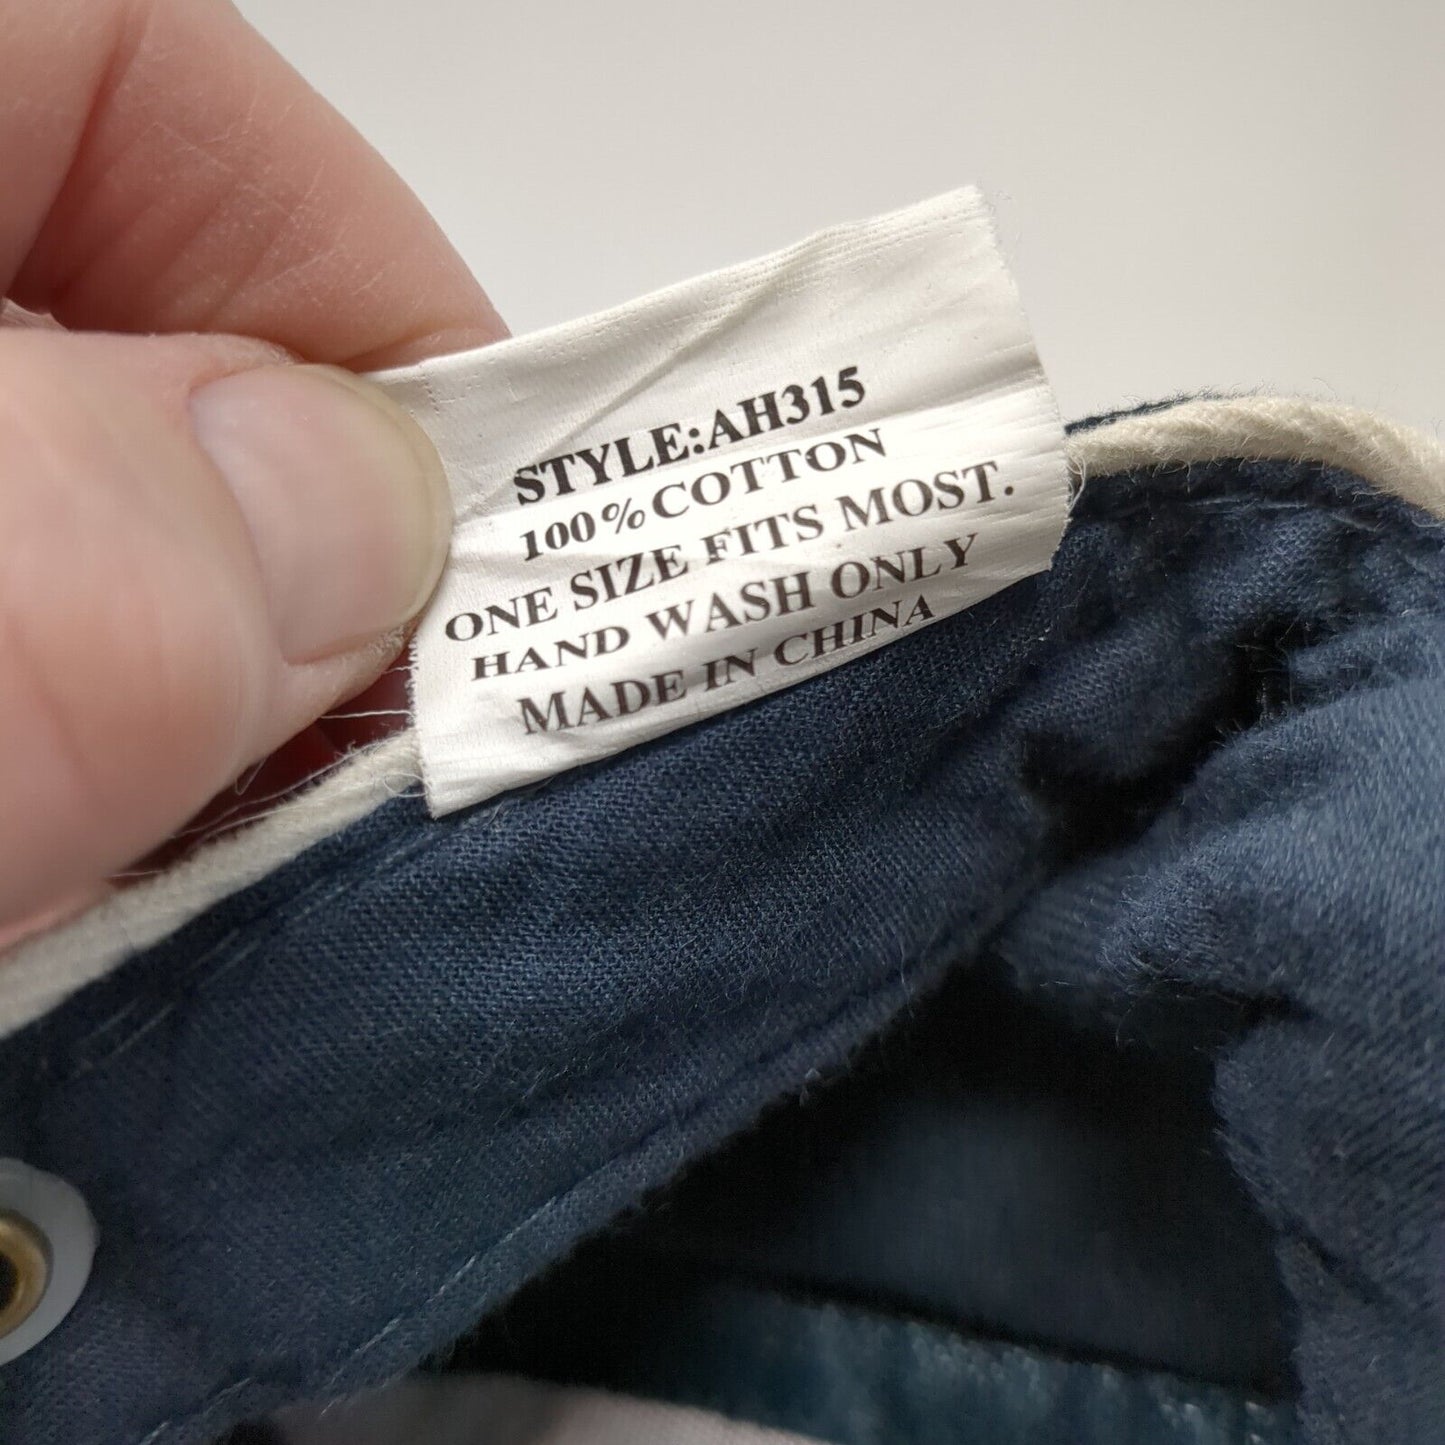 STYLE:AH315
100%COTTON
ONE SIZE FITS MOST.
HAND WASH ONLY
MADE IN CHINA